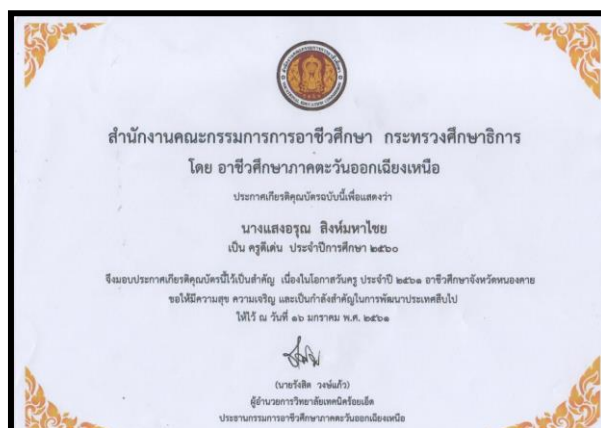 สำนักงานคณะกรรมการการอาชีวศึกษา กระทรวงศึกษาธิการ
โดย อาชีวศึกษาภาคตะวันออกเฉียงเหนือ
ประกาศเกียรติคุณบัตรฉบับนี้เพื่อแสดงว่า
นางแสงอรุณ สิงห์มหาไชย
เป็น ครูดีเด่น ประจำปีการศึกษา ๒๕๖๐
จึงมอบประกาศเกียรติคุณบัตรนี้ไว้เป็นสำคัญ เนื่องในโอกาสวันครู ประจำปี ๒๕๖๑ อาชีวศึกษาจังหวัดหนองคาย
ขอให้มีความสุข ความเจริญ และเป็นกำลังสำคัญในการพัฒนาประเทศสืบไป
ให้ไว้ ณ วันที่ ๑๖ มกราคม พ.ศ. ๒๕๖๑
(นายรังสิต วงษ์แก้ว)
ผู้อำนวยการวิทยาลัยเทคนิคร้อยเอ็ด
ประธานกรรมการอาชีวศึกษาภาคตะวันออกเฉียงเหนือ